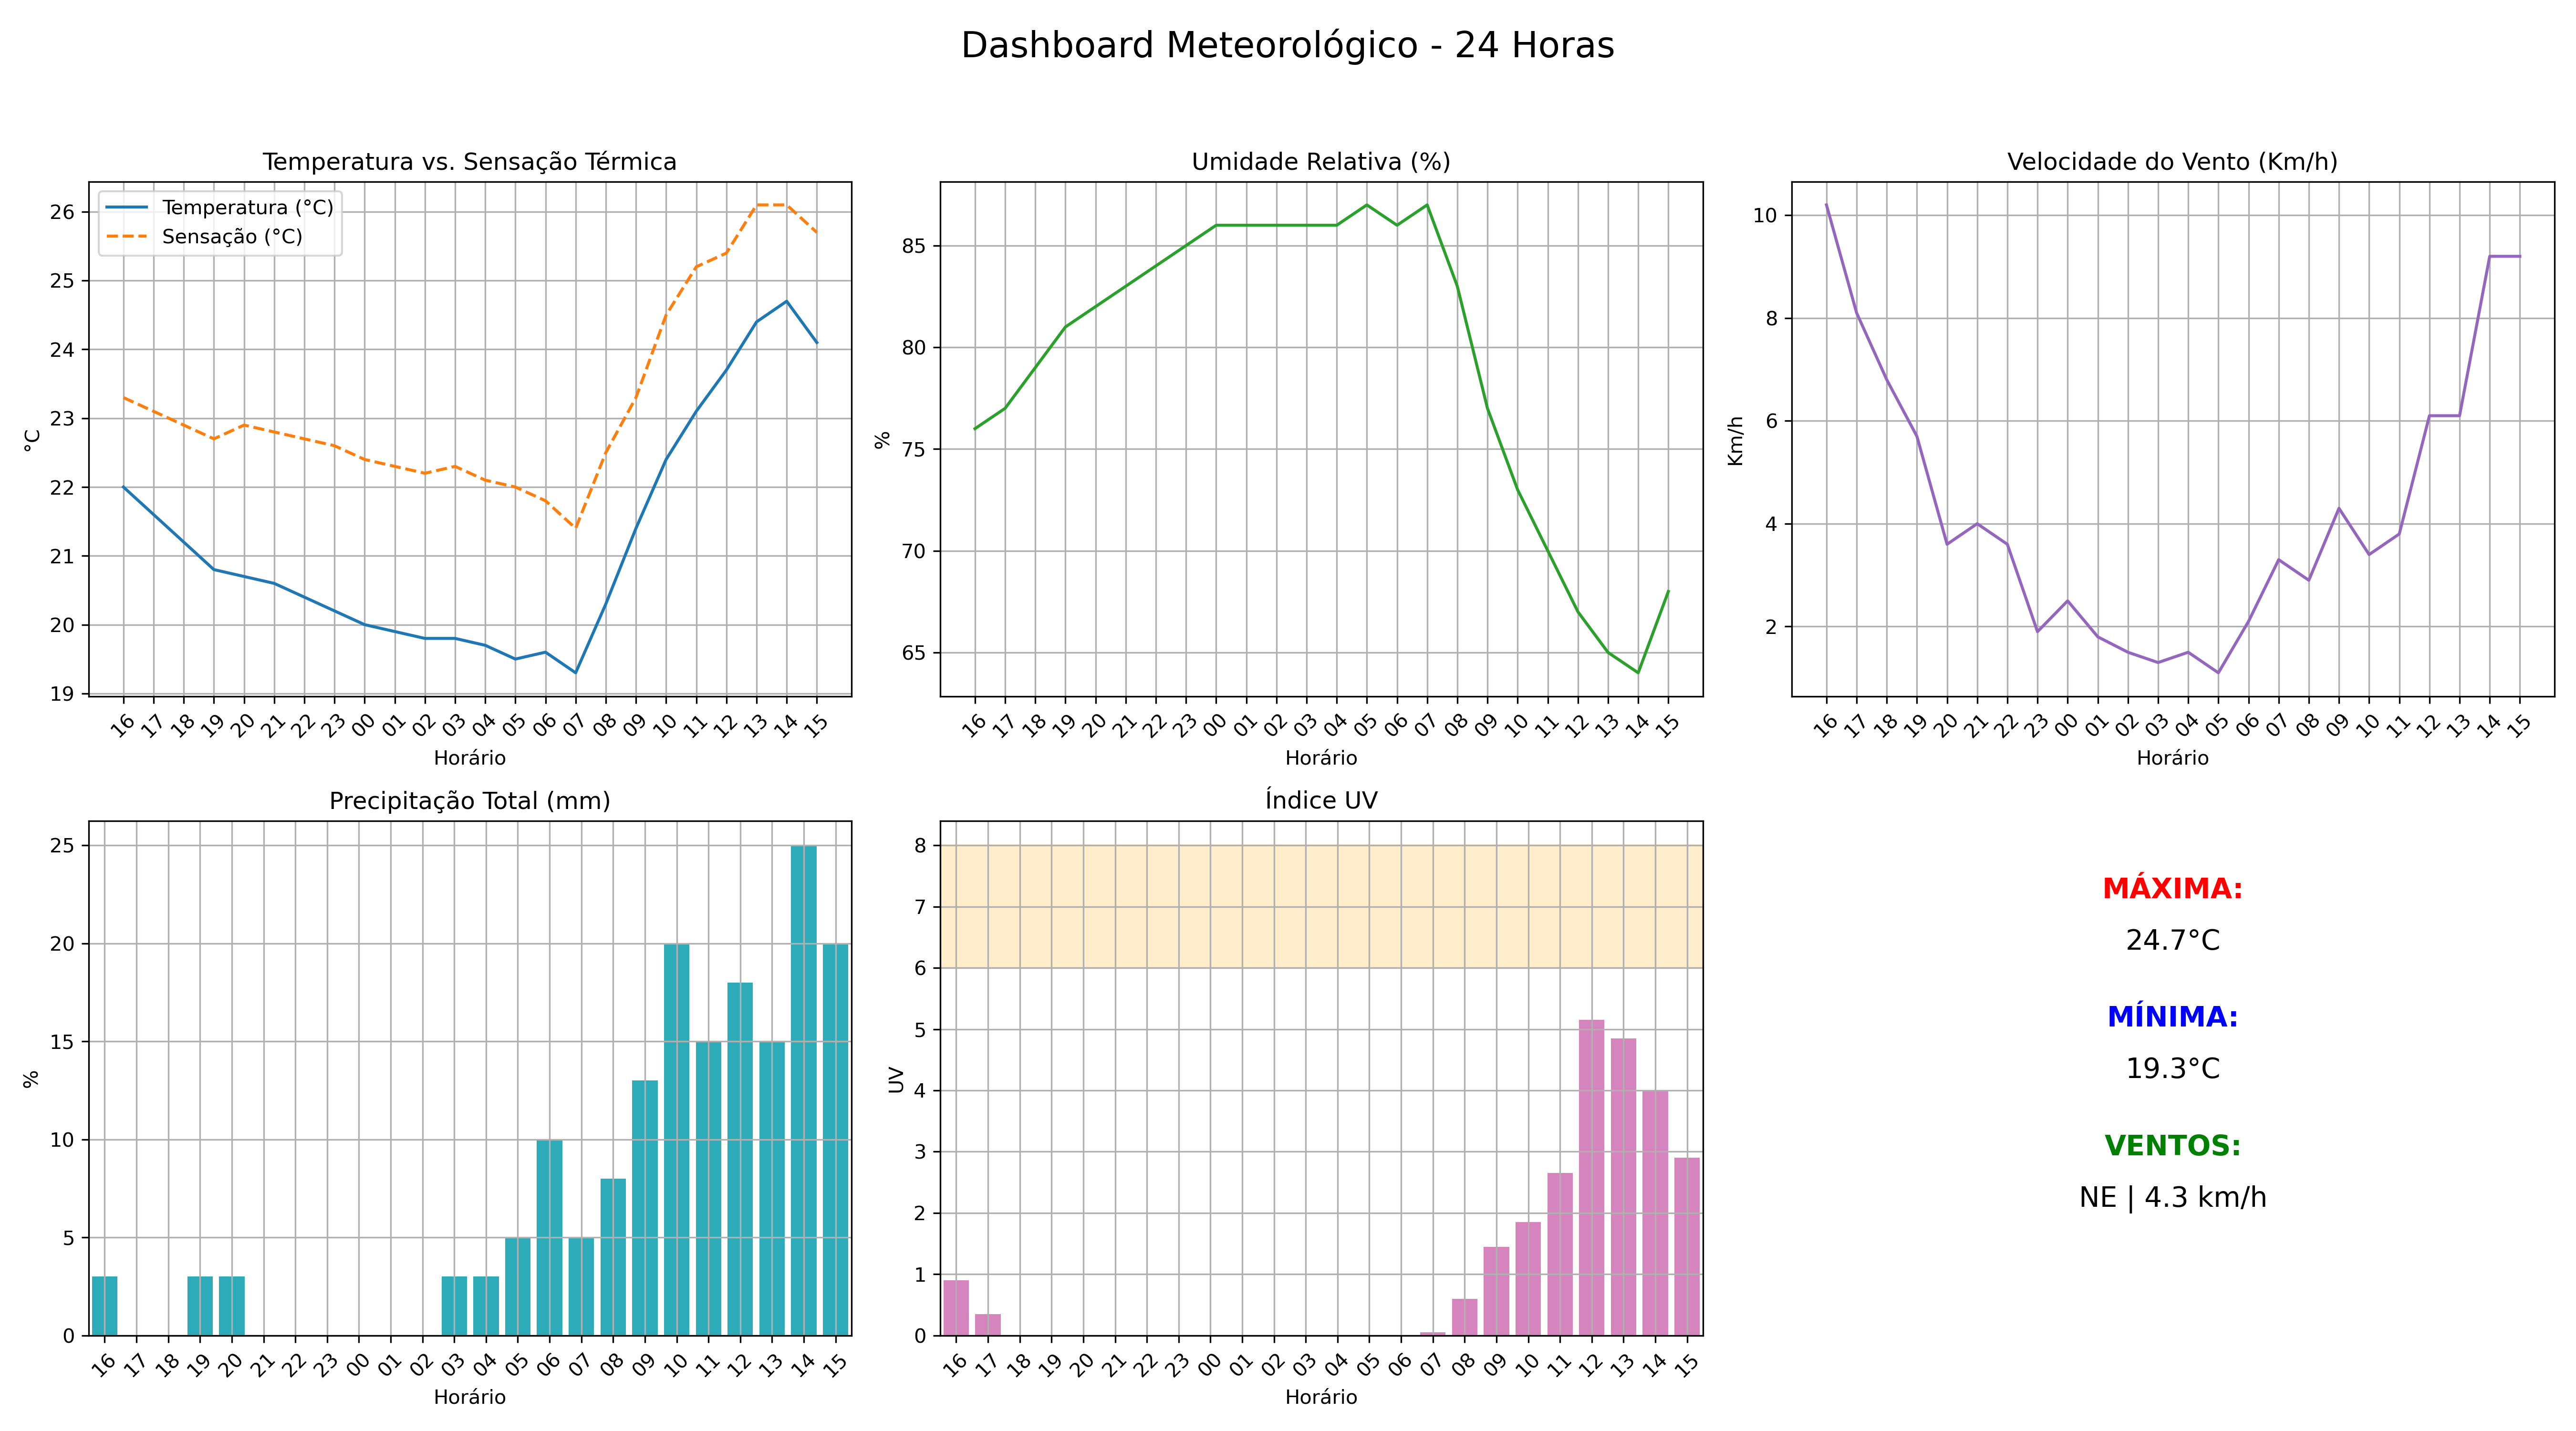 Dashboard Meteorológico - 24 Horas
Temperatura vs. Sensação Térmica
Temperatura (°C)
Sensação (°C)
26
25
24
23
22
21
20
19
°C
16 17 18 19 20 21 22 23 00 01 02 03 04 05 06 07 08 09 10 11 12 13 14 15
Horário
Umidade Relativa (%)
85
80
75
70
65
%
16 17 18 19 20 21 22 23 00 01 02 03 04 05 06 07 08 09 10 11 12 13 14 15
Horário
Velocidade do Vento (Km/h)
10
8
6
4
2
Km/h
16 17 18 19 20 21 22 23 00 01 02 03 04 05 06 07 08 09 10 11 12 13 14 15
Horário
Precipitação Total (mm)
25
20
15
10
5
0
%
16 17 18 19 20 21 22 23 00 01 02 03 04 05 06 07 08 09 10 11 12 13 14 15
Horário
Índice UV
8
7
6
5
4
3
2
1
0
UV
16 17 18 19 20 21 22 23 00 01 02 03 04 05 06 07 08 09 10 11 12 13 14 15
Horário
MÁXIMA:
24.7°C
MÍNIMA:
19.3°C
VENTOS:
NE | 4.3 km/h